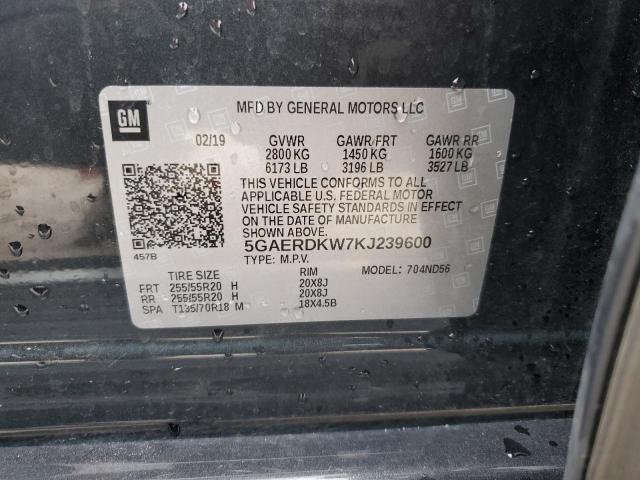 GM
MFD BY GENERAL MOTORS LLC
02/19 GVWR GAWR FRT GAWR RR
2800 KG 1450 KG 1600 KG
6173 LB 3196 LB 3527 LB
THIS VEHICLE CONFORMS TO ALL
APPLICABLE U.S. FEDERAL MOTOR
VEHICLE SAFETY STANDARDS IN EFFECT
ON THE DATE OF MANUFACTURE
SHOWN ABOVE.
457B
5GAERDKW7KJ239600
TYPE: M.P.V.
MODEL: 704ND56
TIRE SIZE RIM
FRT 255/55R20 H 20X8J
RR 255/55R20 H 20X8J
SPA T135/70R18 M 18X4.5B